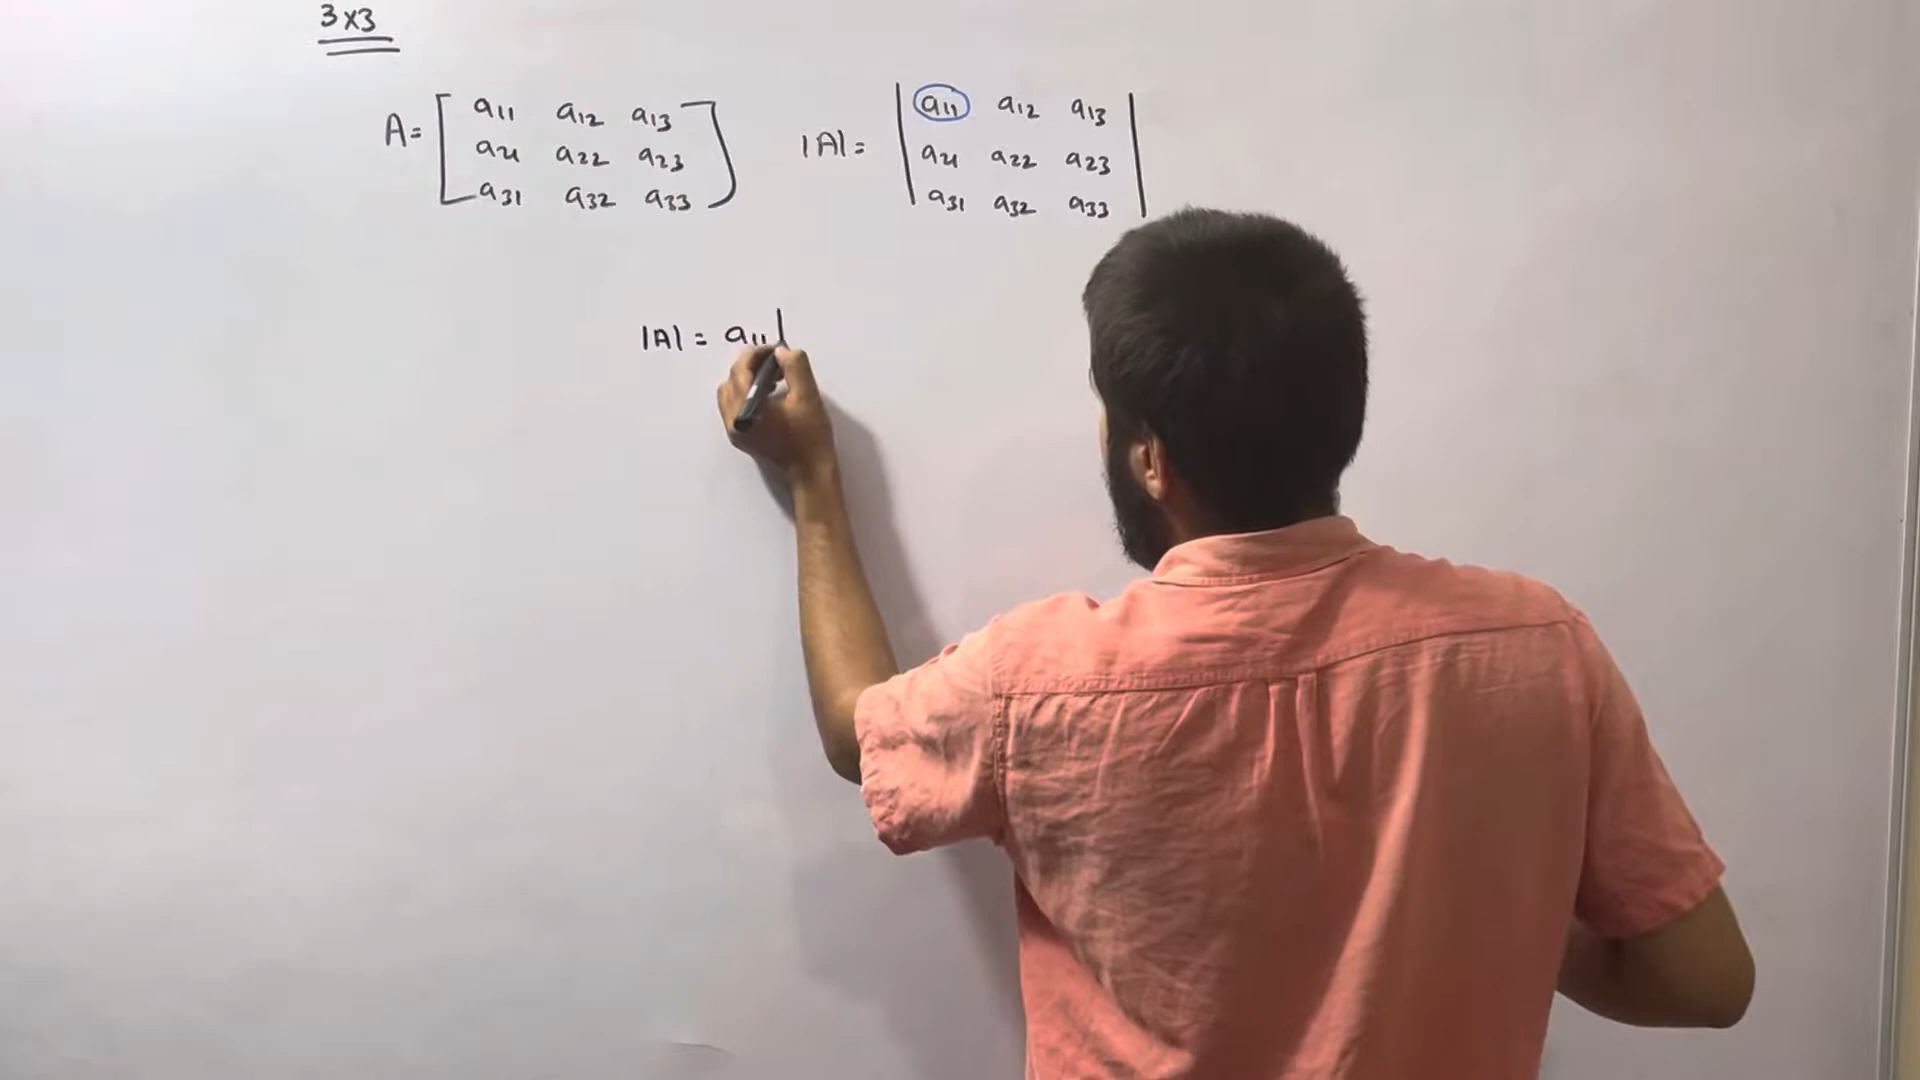 3x3
A = [ a11 a12 a13
a21 a22 a23
a31 a32 a33 ]
|A| = | a11 a12 a13
a21 a22 a23
a31 a32 a33 |
|A| = a11 |